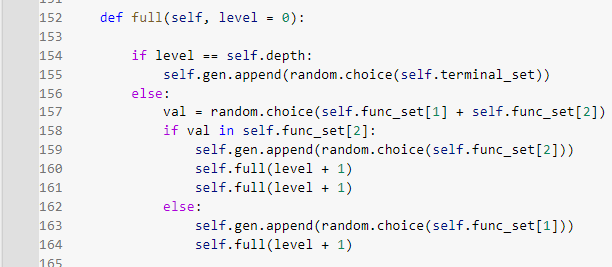 152 def full(self, level = 0):
153
154 if level == self.depth:
155 self.gen.append(random.choice(self.terminal_set))
156 else:
157 val = random.choice(self.func_set[1] + self.func_set[2])
158 if val in self.func_set[2]:
159 self.gen.append(random.choice(self.func_set[2]))
160 self.full(level + 1)
161 self.full(level + 1)
162 else:
163 self.gen.append(random.choice(self.func_set[1]))
164 self.full(level + 1)
165